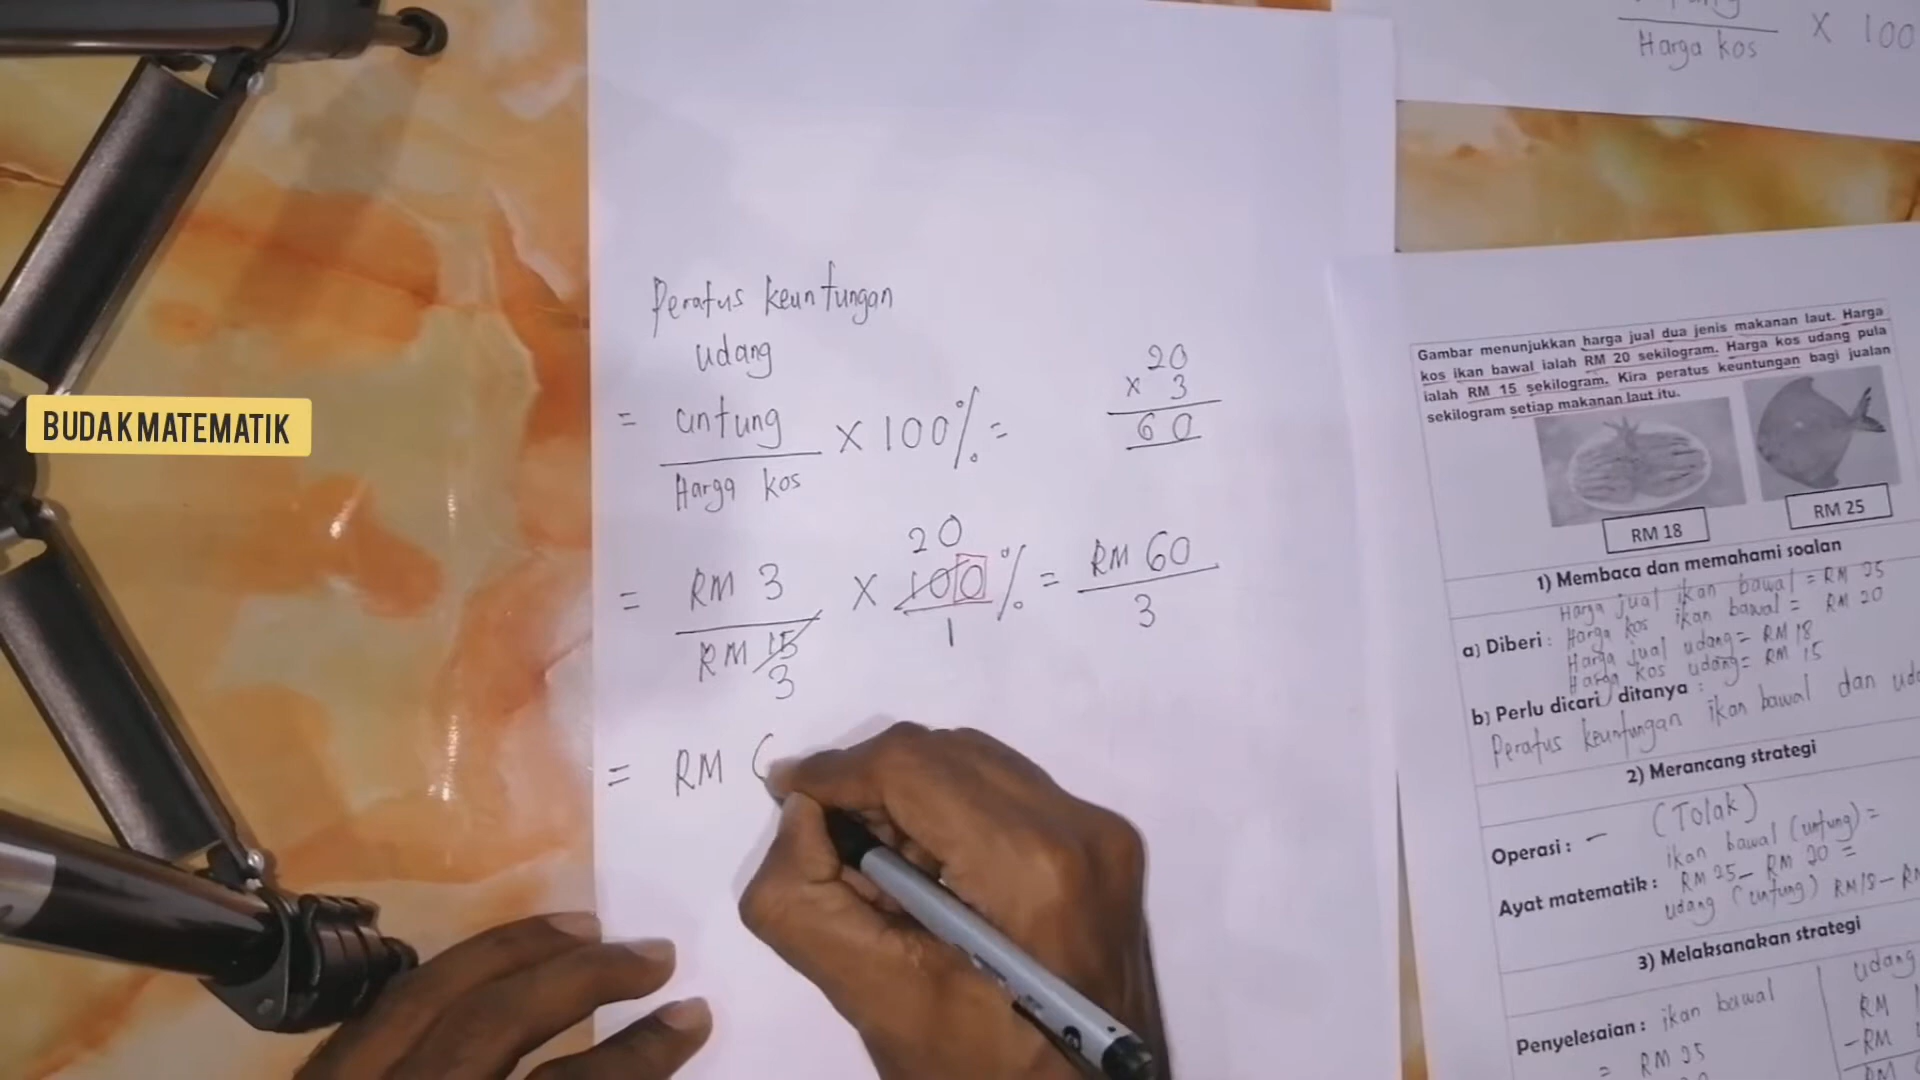 BUDAK MATEMATIK
Peratus keuntungan
udang
= untung × 100% =
Harga kos
20
× 3
60
20
= RM 3 × 100 % = RM 60
RM 15 1 3
3
= RM
Harga kos × 100
Gambar menunjukkan harga jual dua jenis makanan laut. Harga
kos ikan bawal ialah RM 20 sekilogram. Harga kos udang pula
ialah RM 15 sekilogram. Kira peratus keuntungan bagi jualan
sekilogram setiap makanan laut itu.
RM 18
RM 25
1) Membaca dan memahami soalan
a) Diberi : Harga jual ikan bawal = RM 25
Harga kos ikan bawal = RM 20
Harga jual udang = RM 18
Harga kos udang = RM 15
b) Perlu dicari / ditanya :
Peratus keuntungan ikan bawal dan
2) Merancang strategi
Operasi : – (Tolak)
ikan bawal (untung) =
Ayat matematik : RM 25 – RM 20 =
udang (untung) RM 18 –
3) Melaksanakan strategi
Penyelesaian : ikan bawal
= RM 25
udang
RM
– RM